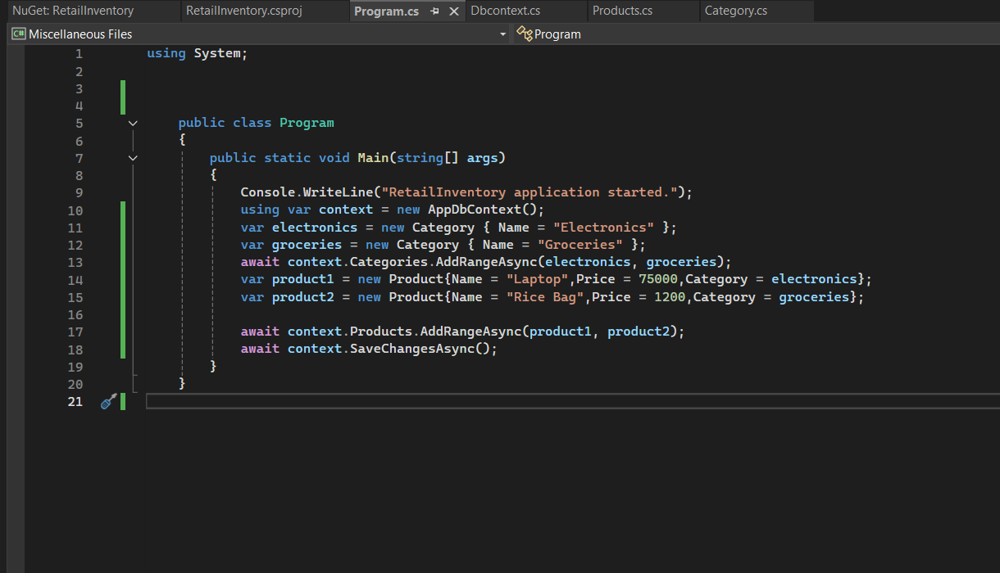 NuGet: RetailInventory RetailInventory.csproj Program.cs Dbcontext.cs Products.cs Category.cs
C# Miscellaneous Files Program
1 using System;
2
3
4
5 public class Program
6 {
7 public static void Main(string[] args)
8 {
9 Console.WriteLine("RetailInventory application started.");
10 using var context = new AppDbContext();
11 var electronics = new Category { Name = "Electronics" };
12 var groceries = new Category { Name = "Groceries" };
13 await context.Categories.AddRangeAsync(electronics, groceries);
14 var product1 = new Product{Name = "Laptop",Price = 75000,Category = electronics};
15 var product2 = new Product{Name = "Rice Bag",Price = 1200,Category = groceries};
16
17 await context.Products.AddRangeAsync(product1, product2);
18 await context.SaveChangesAsync();
19 }
20 }
21